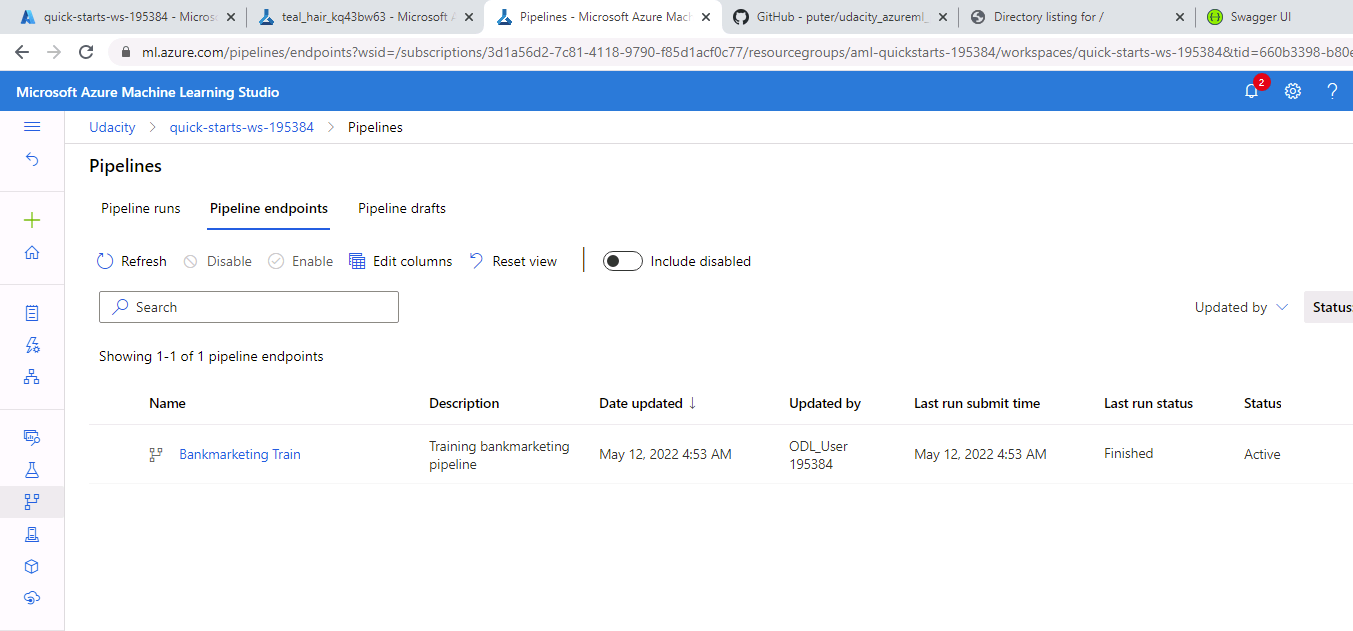 quick-starts-ws-195384 - Micros
teal_hair_kq43bw63 - Microsoft
Pipelines - Microsoft Azure Mach
GitHub - puter/udacity_azureml_
Directory listing for /
Swagger UI
ml.azure.com/pipelines/endpoints?wsid=/subscriptions/3d1a56d2-7c81-4118-9790-f85d1acf0c77/resourcegroups/aml-quickstarts-195384/workspaces/quick-starts-ws-195384&tid=660b3398-b80e
Microsoft Azure Machine Learning Studio
2
Udacity > quick-starts-ws-195384 > Pipelines
Pipelines
Pipeline runs Pipeline endpoints Pipeline drafts
Refresh Disable Enable Edit columns Reset view Include disabled
Search Updated by Status:
Showing 1-1 of 1 pipeline endpoints
Name Description Date updated ↓ Updated by Last run submit time Last run status Status
Bankmarketing Train
Training bankmarketing
pipeline
May 12, 2022 4:53 AM
ODL_User
195384
May 12, 2022 4:53 AM
Finished
Active